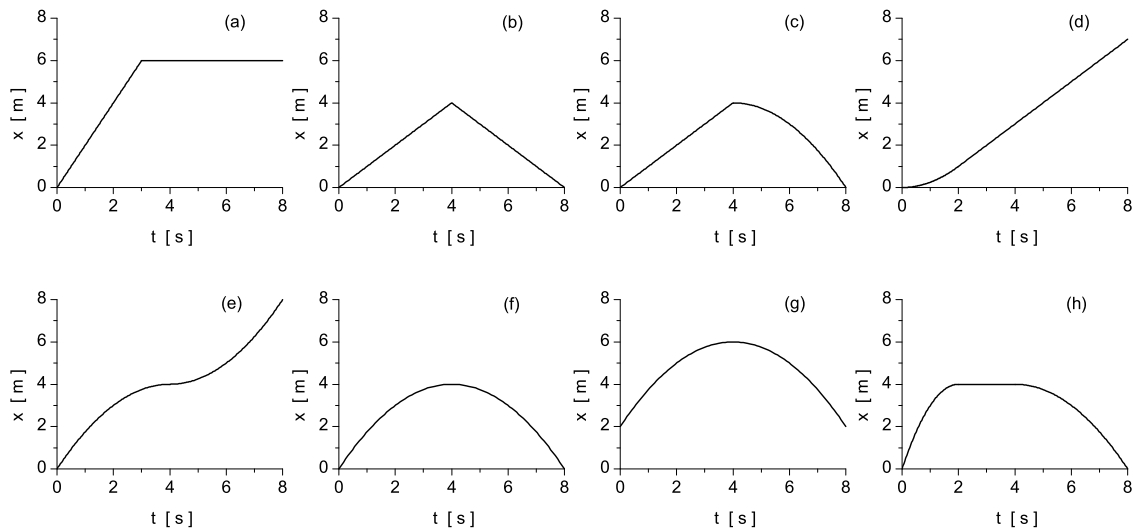 (a) (b) (c) (d)
8 8 8 8
6 6 6 6
x [ m ] x [ m ] x [ m ] x [ m ]
4 4 4 4
2 2 2 2
0 0 0 0
0 2 4 6 8 0 2 4 6 8 0 2 4 6 8 0 2 4 6 8
t [ s ] t [ s ] t [ s ] t [ s ]
(e) (f) (g) (h)
8 8 8 8
6 6 6 6
x [ m ] x [ m ] x [ m ] x [ m ]
4 4 4 4
2 2 2 2
0 0 0 0
0 2 4 6 8 0 2 4 6 8 0 2 4 6 8 0 2 4 6 8
t [ s ] t [ s ] t [ s ] t [ s ]